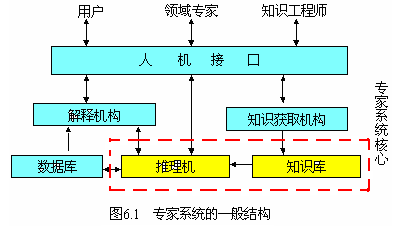 用户 领域专家 知识工程师
人 机 接 口
解释机构 知识获取机构
专家系统核心
数据库 推理机 知识库
图6.1 专家系统的一般结构